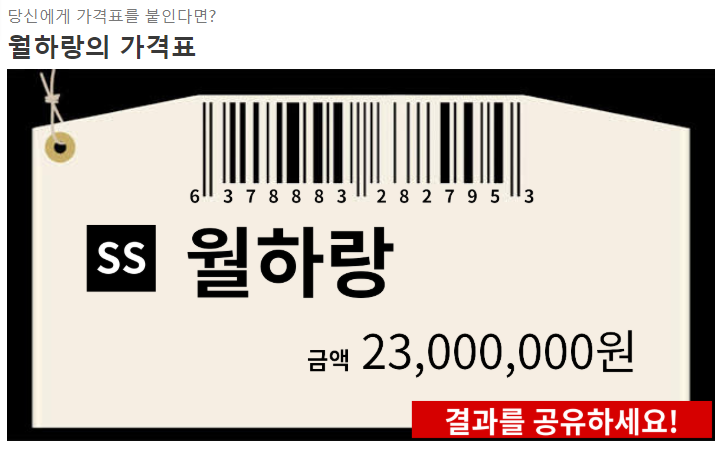 당신에게 가격표를 붙인다면?
월하랑의 가격표
6 378883 282795 3
SS 월하랑
금액 23,000,000원
결과를 공유하세요!